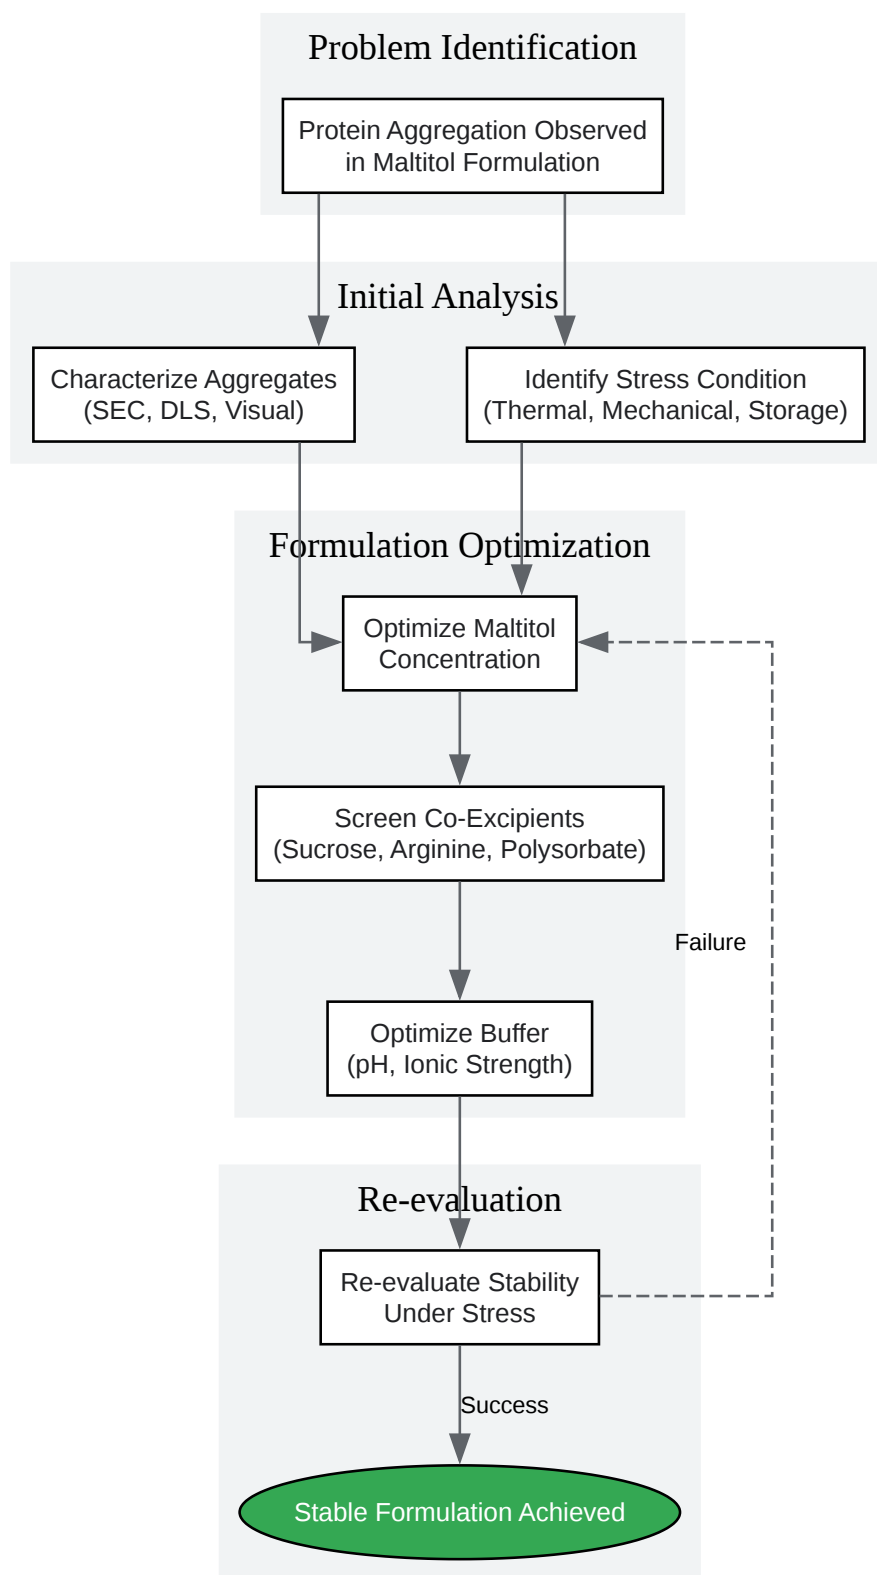 Problem Identification
Protein Aggregation Observed
in Maltitol Formulation
Initial Analysis
Characterize Aggregates
(SEC, DLS, Visual)
Identify Stress Condition
(Thermal, Mechanical, Storage)
Formulation Optimization
Optimize Maltitol
Concentration
Screen Co-Excipients
(Sucrose, Arginine, Polysorbate)
Failure
Optimize Buffer
(pH, Ionic Strength)
Re-evaluation
Re-evaluate Stability
Under Stress
Success
Stable Formulation Achieved